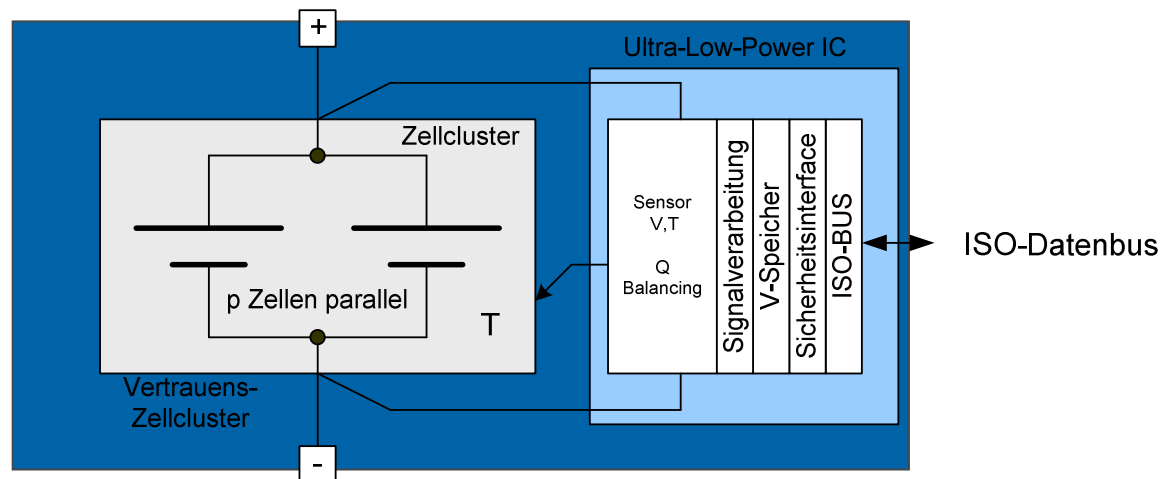 +
Ultra-Low-Power IC
Zellcluster
Sensor
V,T
Q
Balancing
Signalverarbeitung
V-Speicher
Sicherheitsinterface
ISO-BUS
ISO-Datenbus
p Zellen parallel
T
Vertrauens-
Zellcluster
-